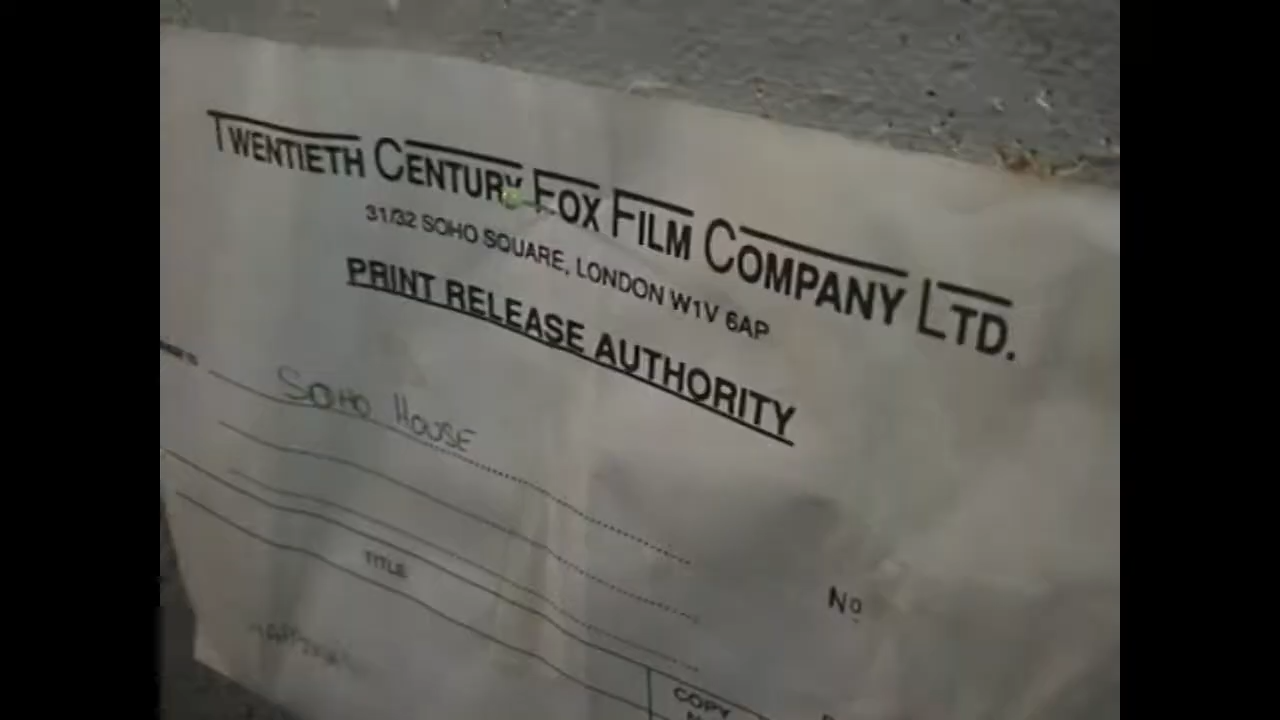 TWENTIETH CENTURY FOX FILM COMPANY LTD.
31/32 SOHO SQUARE, LONDON W1V 6AP
PRINT RELEASE AUTHORITY
SOHO HOUSE
No
TITLE
COPY